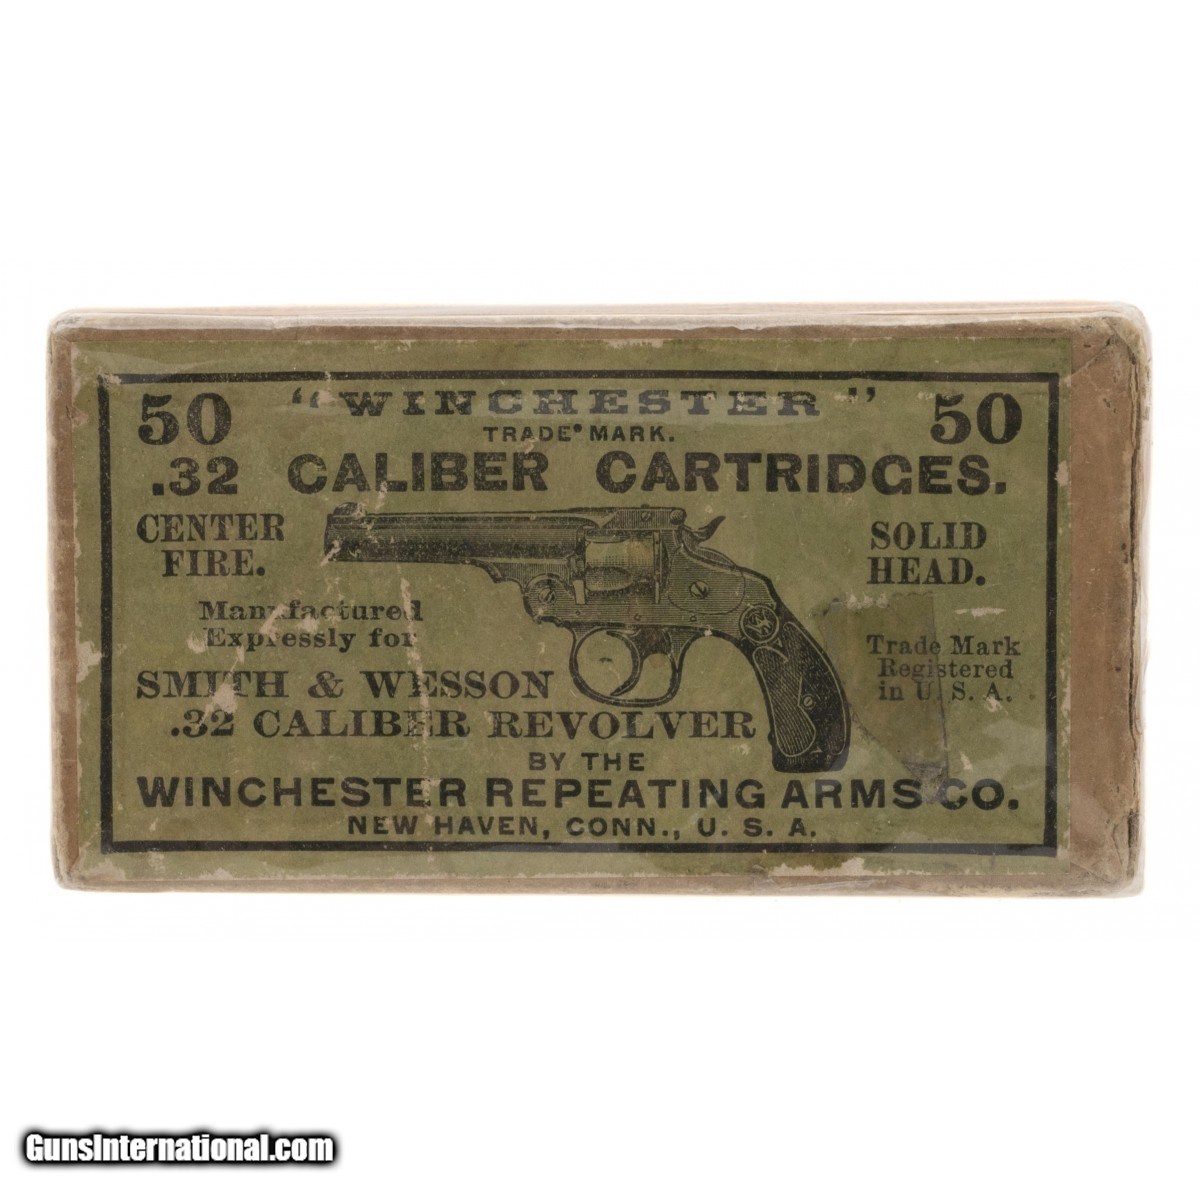 50 "WINCHESTER" 50
TRADE MARK.
.32 CALIBER CARTRIDGES.
CENTER
FIRE.
SOLID
HEAD.
Manufactured
Expressly for
Trade Mark
Registered
in U. S. A.
SMITH & WESSON
.32 CALIBER REVOLVER
BY THE
WINCHESTER REPEATING ARMS CO.
NEW HAVEN, CONN., U. S. A.
GunsInternational.com